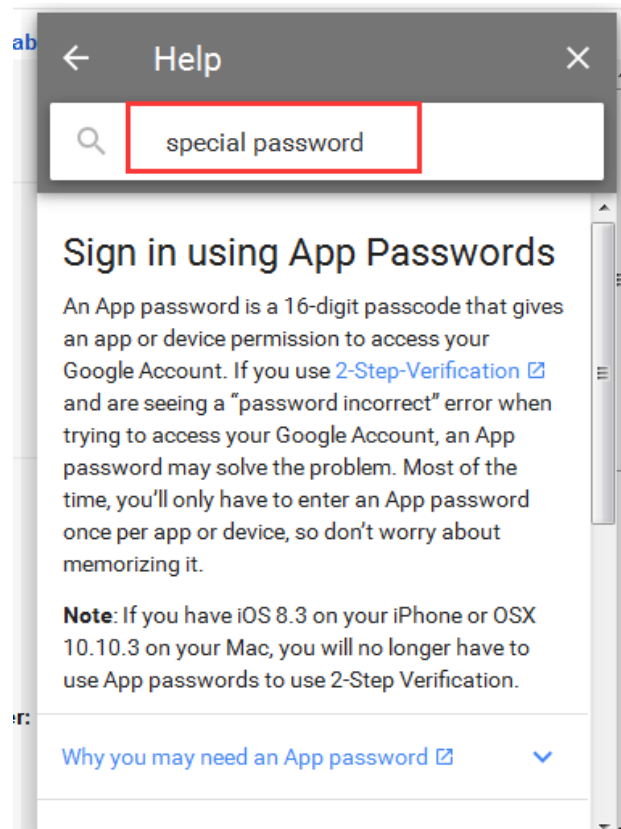 ab
Help
special password
Sign in using App Passwords
An App password is a 16-digit passcode that gives
an app or device permission to access your
Google Account. If you use 2-Step-Verification
and are seeing a “password incorrect” error when
trying to access your Google Account, an App
password may solve the problem. Most of the
time, you’ll only have to enter an App password
once per app or device, so don’t worry about
memorizing it.
Note: If you have iOS 8.3 on your iPhone or OSX
10.10.3 on your Mac, you will no longer have to
use App passwords to use 2-Step Verification.
r:
Why you may need an App password